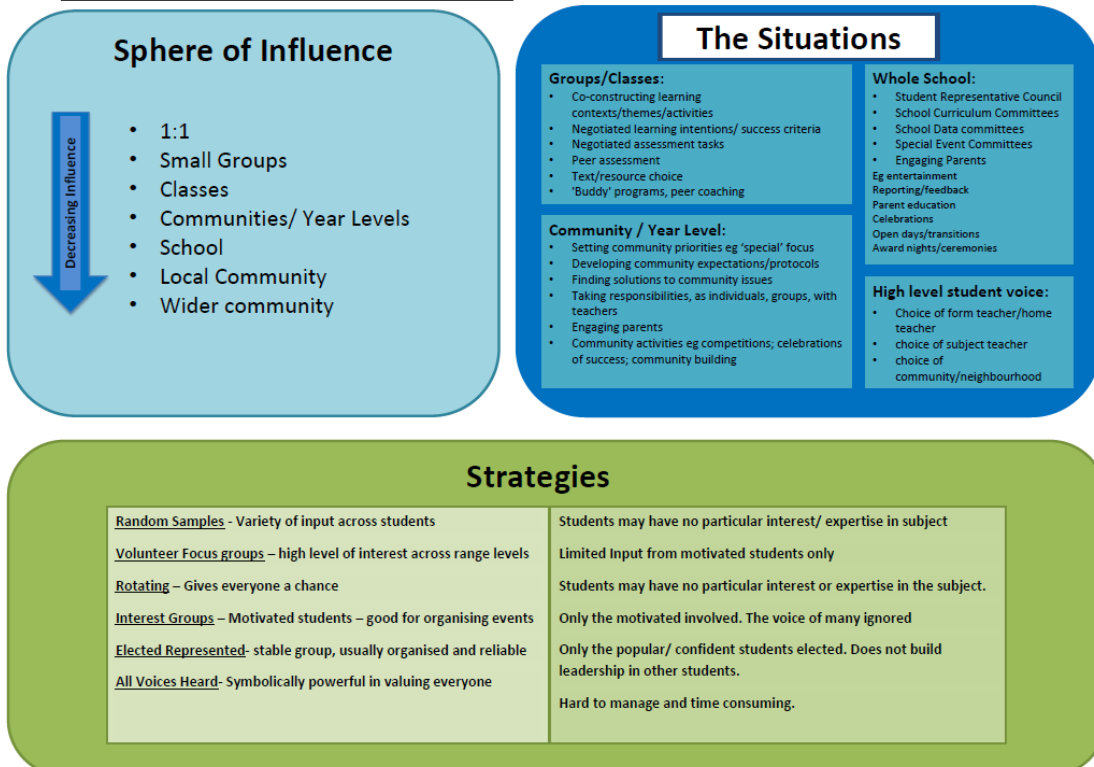 Sphere of Influence
Decreasing Influence
• 1:1
• Small Groups
• Classes
• Communities/ Year Levels
• School
• Local Community
• Wider community
The Situations
Groups/Classes:
• Co-constructing learning
contexts/themes/activities
• Negotiated learning intentions/ success criteria
• Negotiated assessment tasks
• Peer assessment
• Text/resource choice
• 'Buddy' programs, peer coaching
Community / Year Level:
• Setting community priorities eg ‘special’ focus
• Developing community expectations/protocols
• Finding solutions to community issues
• Taking responsibilities, as individuals, groups, with
teachers
• Engaging parents
• Community activities eg competitions; celebrations
of success; community building
Whole School:
• Student Representative Council
• School Curriculum Committees
• School Data committees
• Special Event Committees
• Engaging Parents
Eg entertainment
Reporting/feedback
Parent education
Celebrations
Open days/transitions
Award nights/ceremonies
High level student voice:
• Choice of form teacher/home
teacher
• choice of subject teacher
• choice of
community/neighbourhood
Strategies
Random Samples - Variety of input across students
Volunteer Focus groups – high level of interest across range levels
Rotating – Gives everyone a chance
Interest Groups – Motivated students – good for organising events
Elected Represented- stable group, usually organised and reliable
All Voices Heard- Symbolically powerful in valuing everyone
Students may have no particular interest/ expertise in subject
Limited Input from motivated students only
Students may have no particular interest or expertise in the subject.
Only the motivated involved. The voice of many ignored
Only the popular/ confident students elected. Does not build
leadership in other students.
Hard to manage and time consuming.